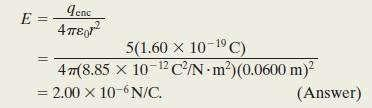 E = qenc / 4πε₀r²
= 5(1.60 × 10⁻¹⁹ C) / 4π(8.85 × 10⁻¹² C²/N·m²)(0.0600 m)²
= 2.00 × 10⁻⁶ N/C. (Answer)